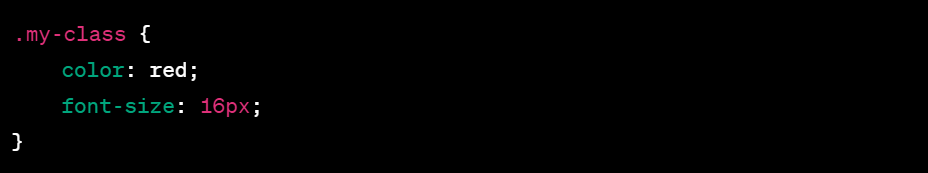 .my-class {
    color: red;
    font-size: 16px;
}